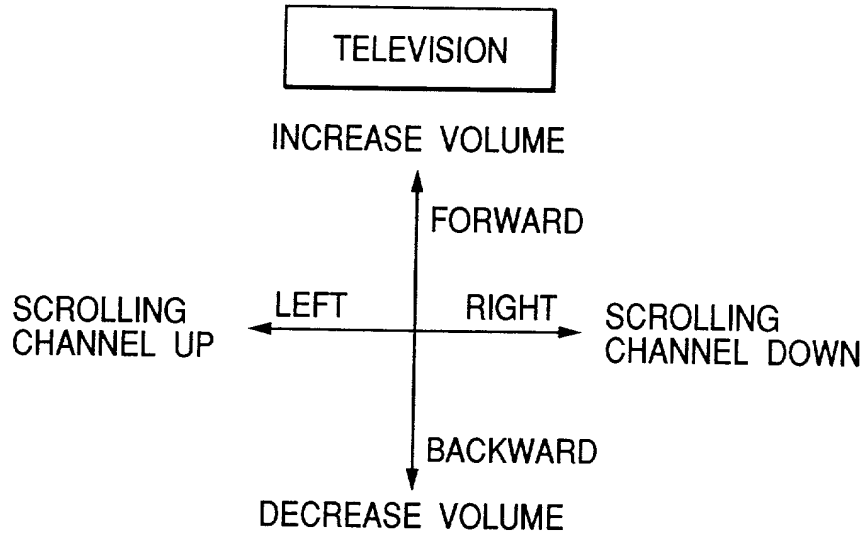 TELEVISION
INCREASE VOLUME
FORWARD
LEFT
RIGHT
SCROLLING
CHANNEL UP
SCROLLING
CHANNEL DOWN
BACKWARD
DECREASE VOLUME